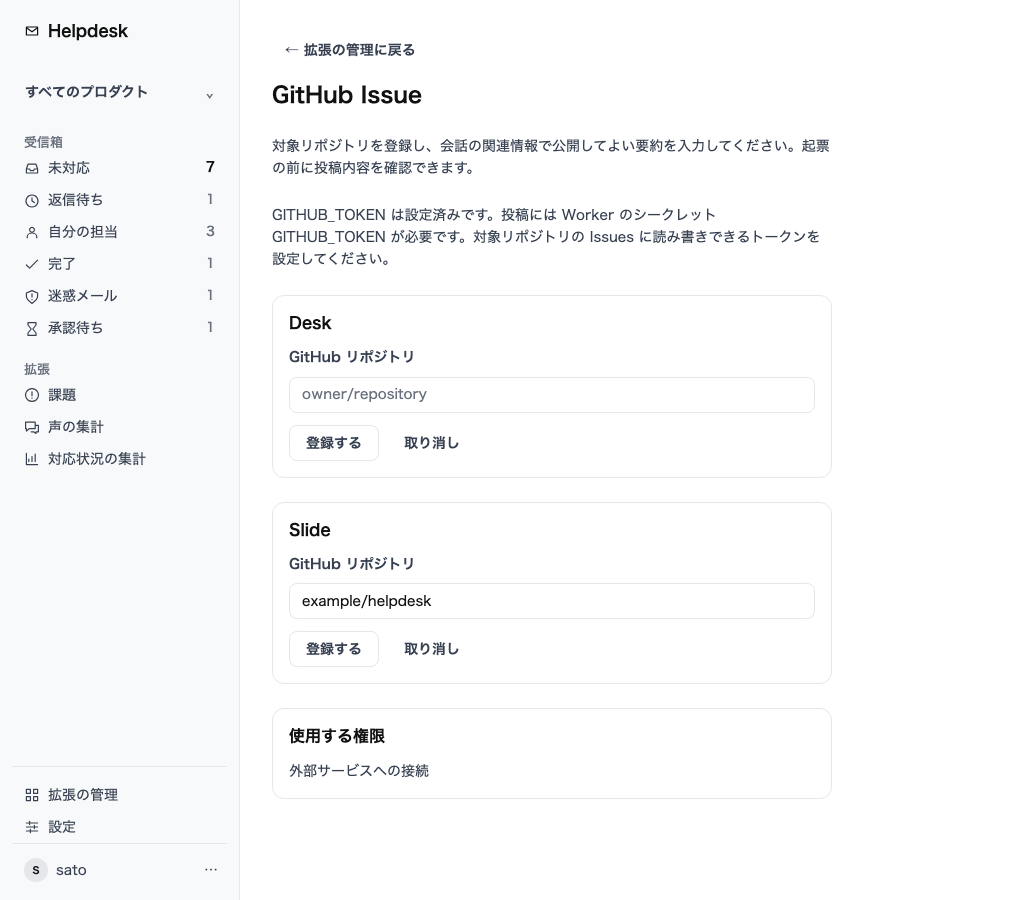 Helpdesk
すべてのプロダクト
受信箱
未対応 7
返信待ち 1
自分の担当 3
完了 1
迷惑メール 1
承認待ち 1
拡張
課題
声の集計
対応状況の集計
拡張の管理
設定
S sato ...
← 拡張の管理に戻る
GitHub Issue
対象リポジトリを登録し、会話の関連情報で公開してよい要約を入力してください。起票
の前に投稿内容を確認できます。
GITHUB_TOKEN は設定済みです。投稿には Worker のシークレット
GITHUB_TOKEN が必要です。対象リポジトリの Issues に読み書きできるトークンを
設定してください。
Desk
GitHub リポジトリ
owner/repository
登録する 取り消し
Slide
GitHub リポジトリ
example/helpdesk
登録する 取り消し
使用する権限
外部サービスへの接続